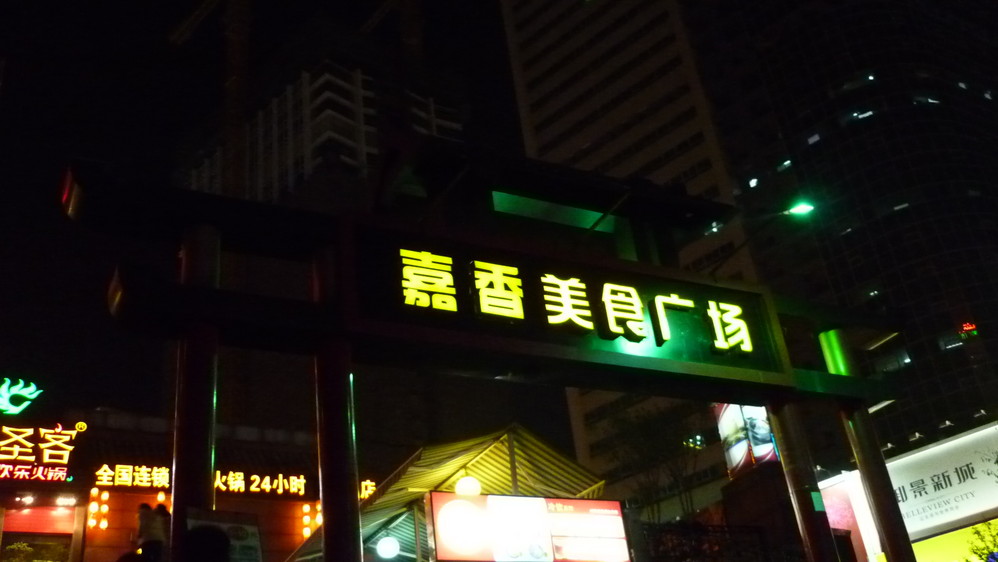 嘉香美食广场
圣客®
欢乐火锅
全国连锁 火锅 24小时 店
御景新城
BELLEVIEW CITY